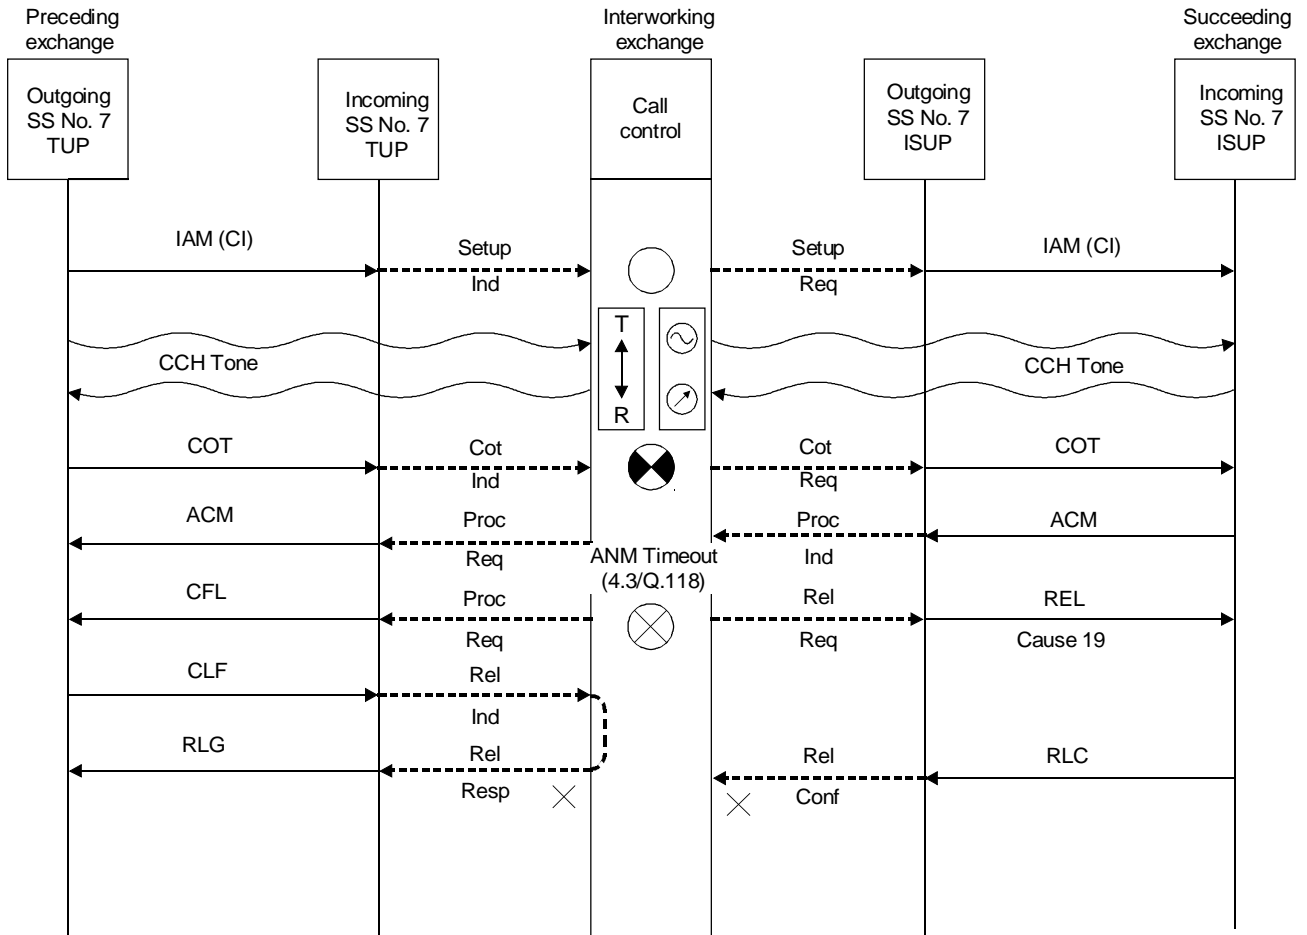 Preceding
exchange
Interworking
exchange
Succeeding
exchange
Outgoing
SS No. 7
TUP
Incoming
SS No. 7
TUP
Call
control
Outgoing
SS No. 7
ISUP
Incoming
SS No. 7
ISUP
IAM (CI)
Setup
Ind
Setup
Req
IAM (CI)
T
R
CCH Tone
CCH Tone
COT
Cot
Ind
Cot
Req
COT
ACM
Proc
Req
Proc
Ind
ACM
ANM Timeout
(4.3/Q.118)
CFL
Proc
Req
Rel
Req
REL
Cause 19
CLF
Rel
Ind
RLG
Rel
Resp
Rel
Conf
RLC